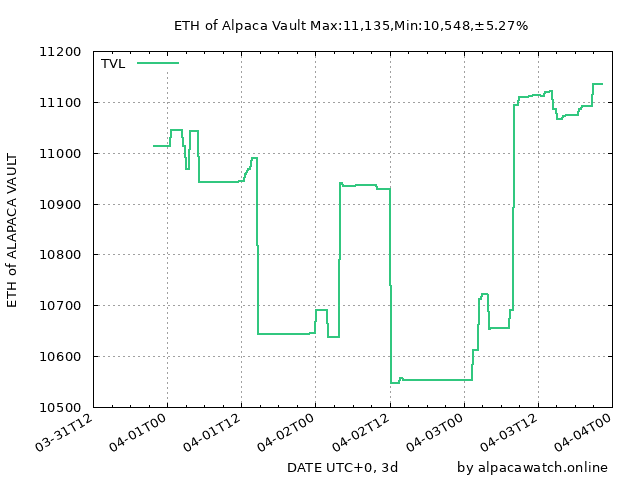 ETH of Alpaca Vault Max:11,135,Min:10,548,±5.27%
TVL
11200
11100
11000
10900
10800
10700
10600
10500
ETH of ALAPACA VAULT
03-31T12
04-01T00
04-01T12
04-02T00
04-02T12
04-03T00
04-03T12
04-04T00
DATE UTC+0, 3d
by alpacawatch.online